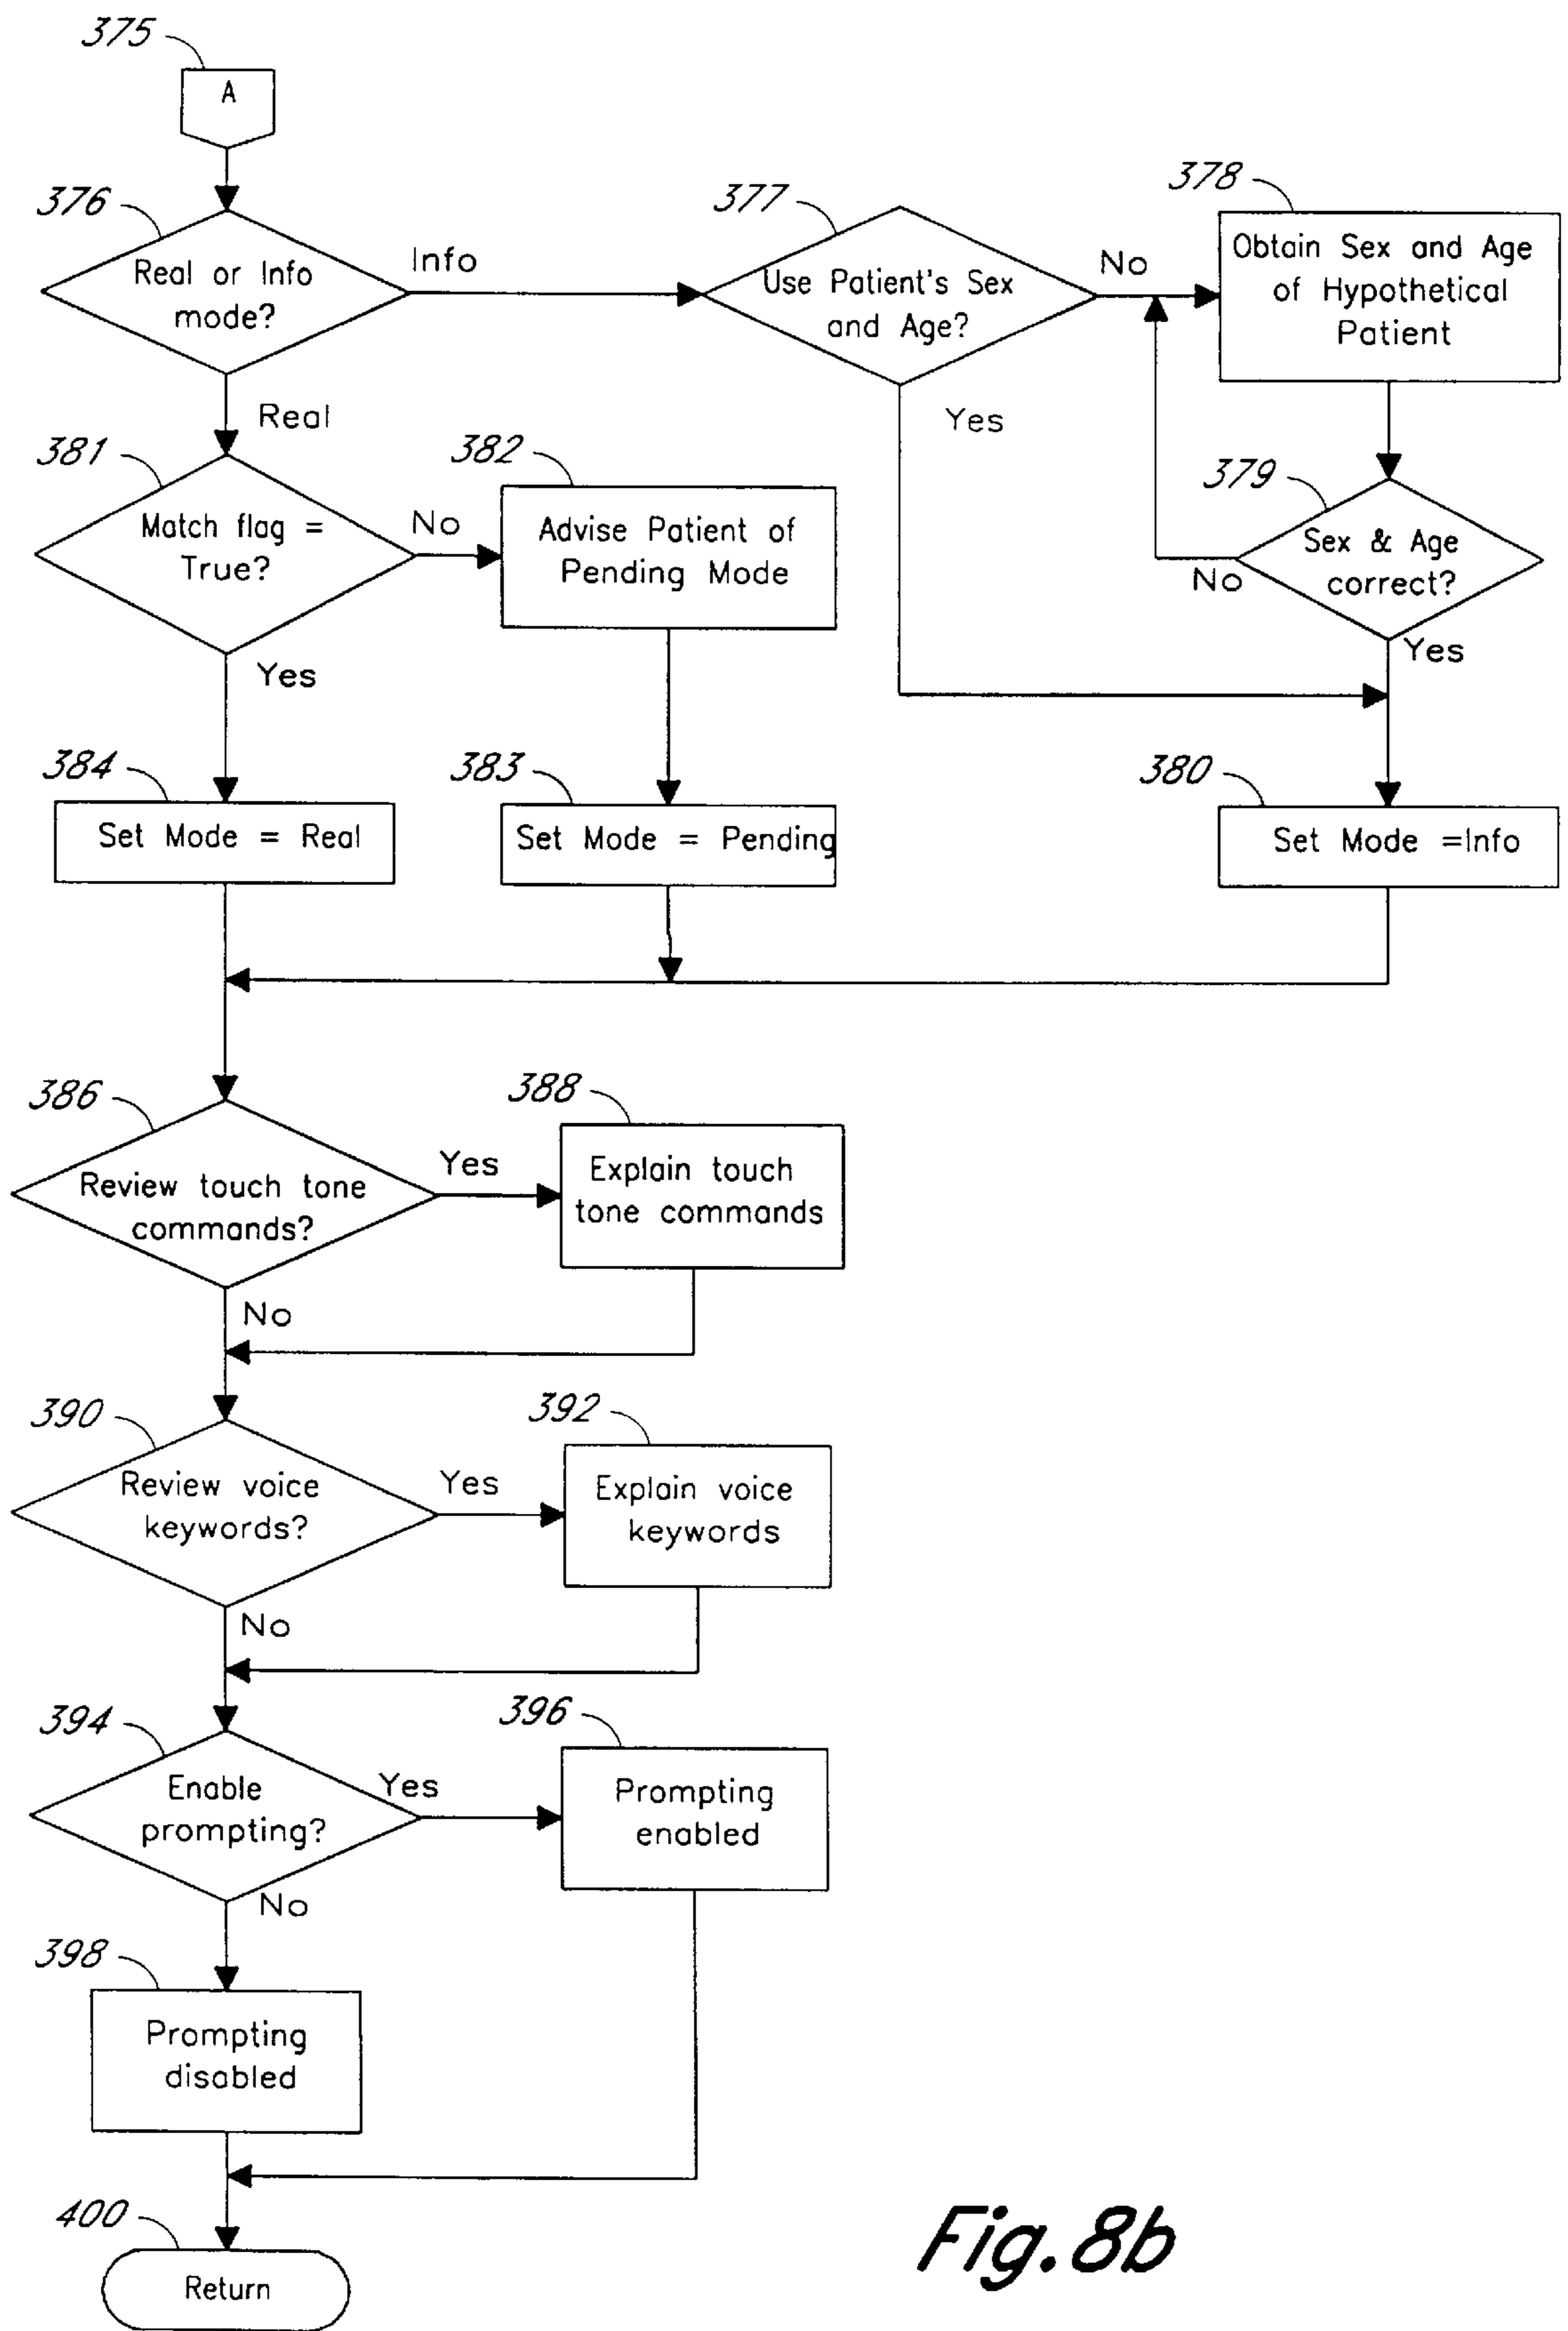 375
A
376
Real or Info
mode?
Info
377
Use Patient's Sex
and Age?
No
378
Obtain Sex and Age
of Hypothetical
Patient
Real
Yes
381
Match flag =
True?
No
382
Advise Patient of
Pending Mode
379
Sex & Age
correct?
No
Yes
Yes
384
Set Mode = Real
383
Set Mode = Pending
380
Set Mode =Info
386
Review touch tone
commands?
Yes
388
Explain touch
tone commands
No
390
Review voice
keywords?
Yes
392
Explain voice
keywords
No
394
Enable
prompting?
Yes
396
Prompting
enabled
No
398
Prompting
disabled
400
Return
Fig.8b